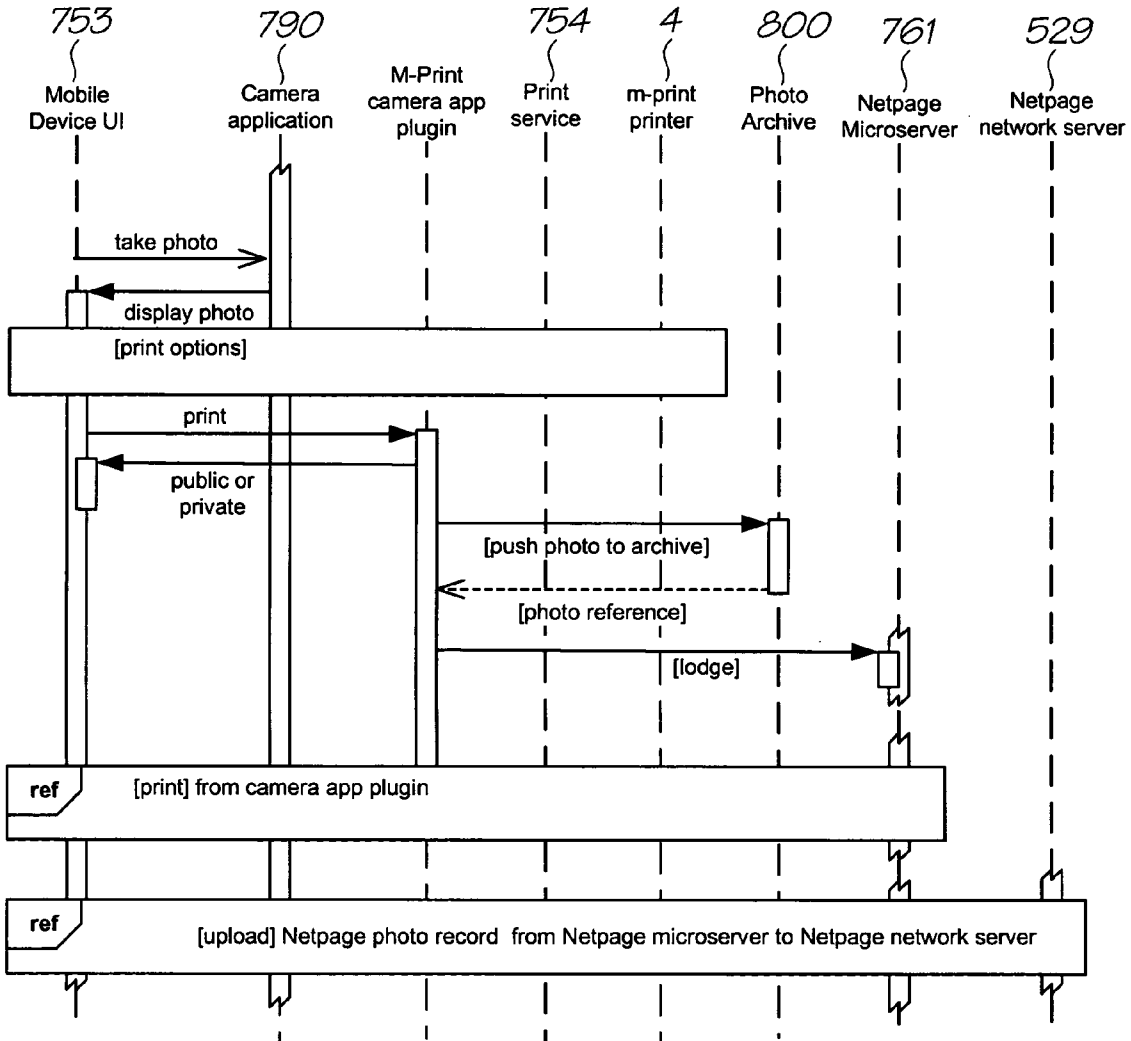 753 790 754 4 800 761 529
Mobile
Device UI
Camera
application
M-Print
camera app
plugin
Print
service
m-print
printer
Photo
Archive
Netpage
Microserver
Netpage
network server
take photo
display photo
[print options]
print
public or
private
[push photo to archive]
[photo reference]
[lodge]
ref
[print] from camera app plugin
ref
[upload] Netpage photo record from Netpage microserver to Netpage network server